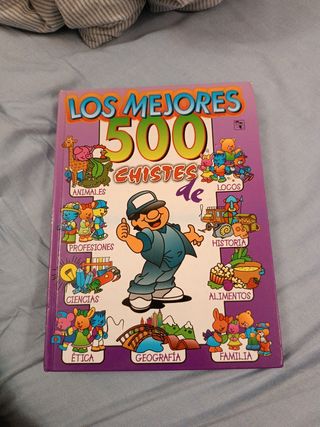 LOS MEJORES
500
CHISTES
de
ANIMALES
LOCOS
PROFESIONES
HISTORIA
CIENCIAS
ALIMENTOS
ÉTICA
GEOGRAFÍA
FAMILIA